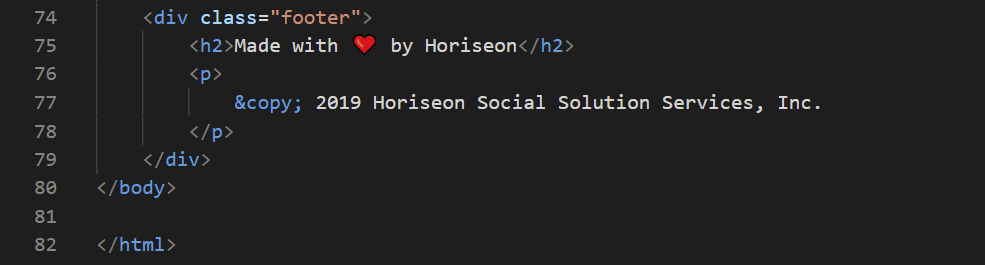 74 <div class="footer">
75 <h2>Made with ❤️ by Horiseon</h2>
76 <p>
77 &copy; 2019 Horiseon Social Solution Services, Inc.
78 </p>
79 </div>
80 </body>
81
82 </html>